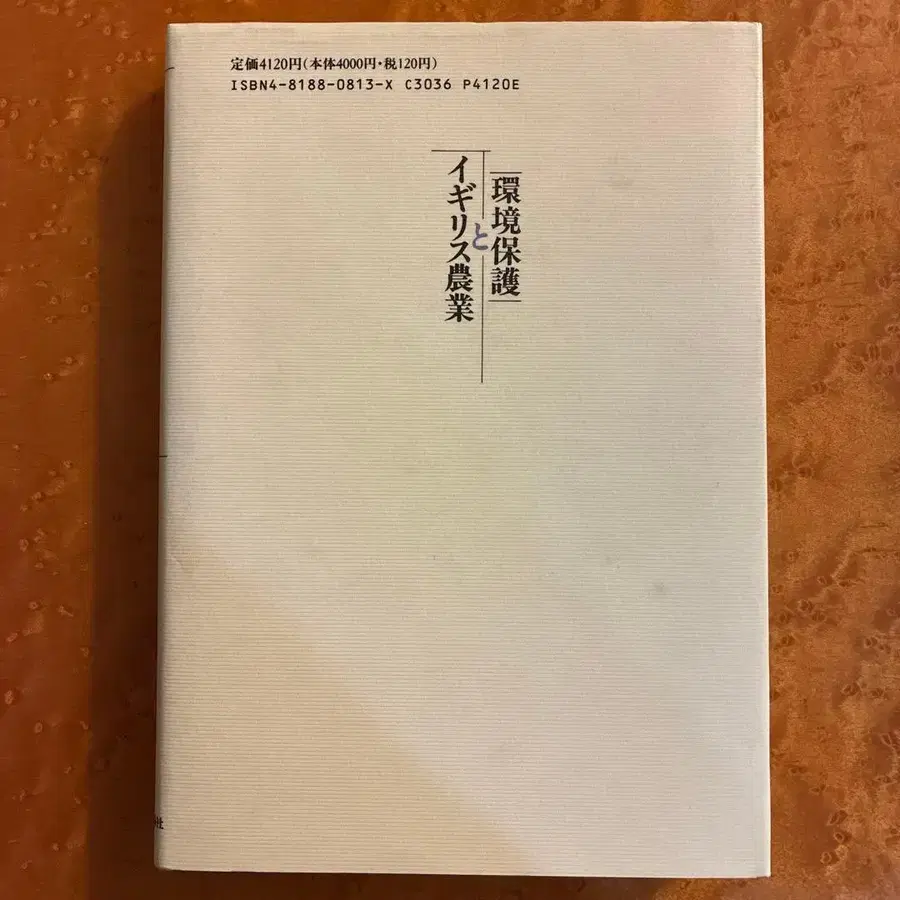 定価4120円(本体4000円・税120円)
ISBN4-8188-0813-X C3036 P4120E
環境保護
と
イギリス農業
社